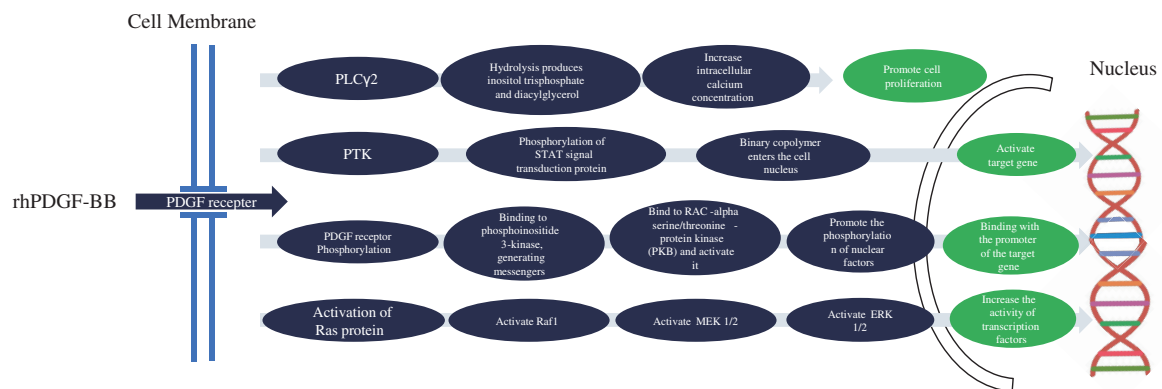 Cell Membrane
Nucleus
rhPDGF-BB
PDGF recepter
PLCγ2
Hydrolysis produces
inositol trisphosphate
and diacylglycerol
Increase
intracellular
calcium
concentration
Promote cell
proliferation
PTK
Phosphorylation of
STAT signal
transduction protein
Binary copolymer
enters the cell
nucleus
Activate
target gene
PDGF receptor
Phosphorylation
Binding to
phosphoinositide
3-kinase,
generating
messengers
Bind to RAC -alpha
serine/threonine -
protein kinase
(PKB) and activate
it
Promote the
phosphorylatio
n of nuclear
factors
Binding with
the promoter
of the target
gene
Activation of
Ras protein
Activate Raf1
Activate MEK 1/2
Activate ERK
1/2
Increase the
activity of
transcription
factors